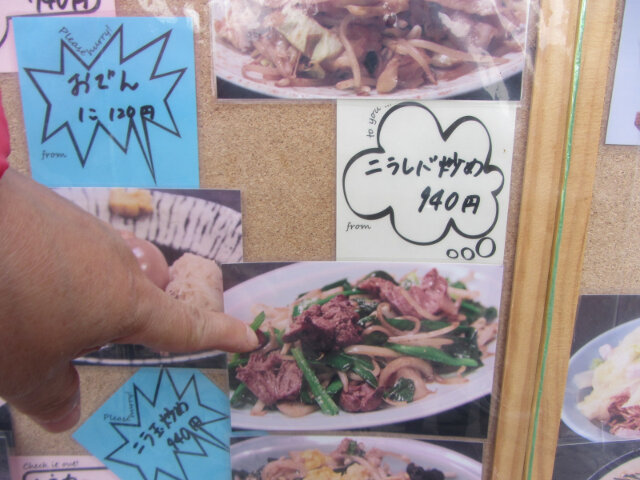 940円
Please hurry!
おでん
1コ 120円
from
to you...
ニラレバ炒め
940円
from
Please hurry!
ニラ玉炒め
940円
Check it out!